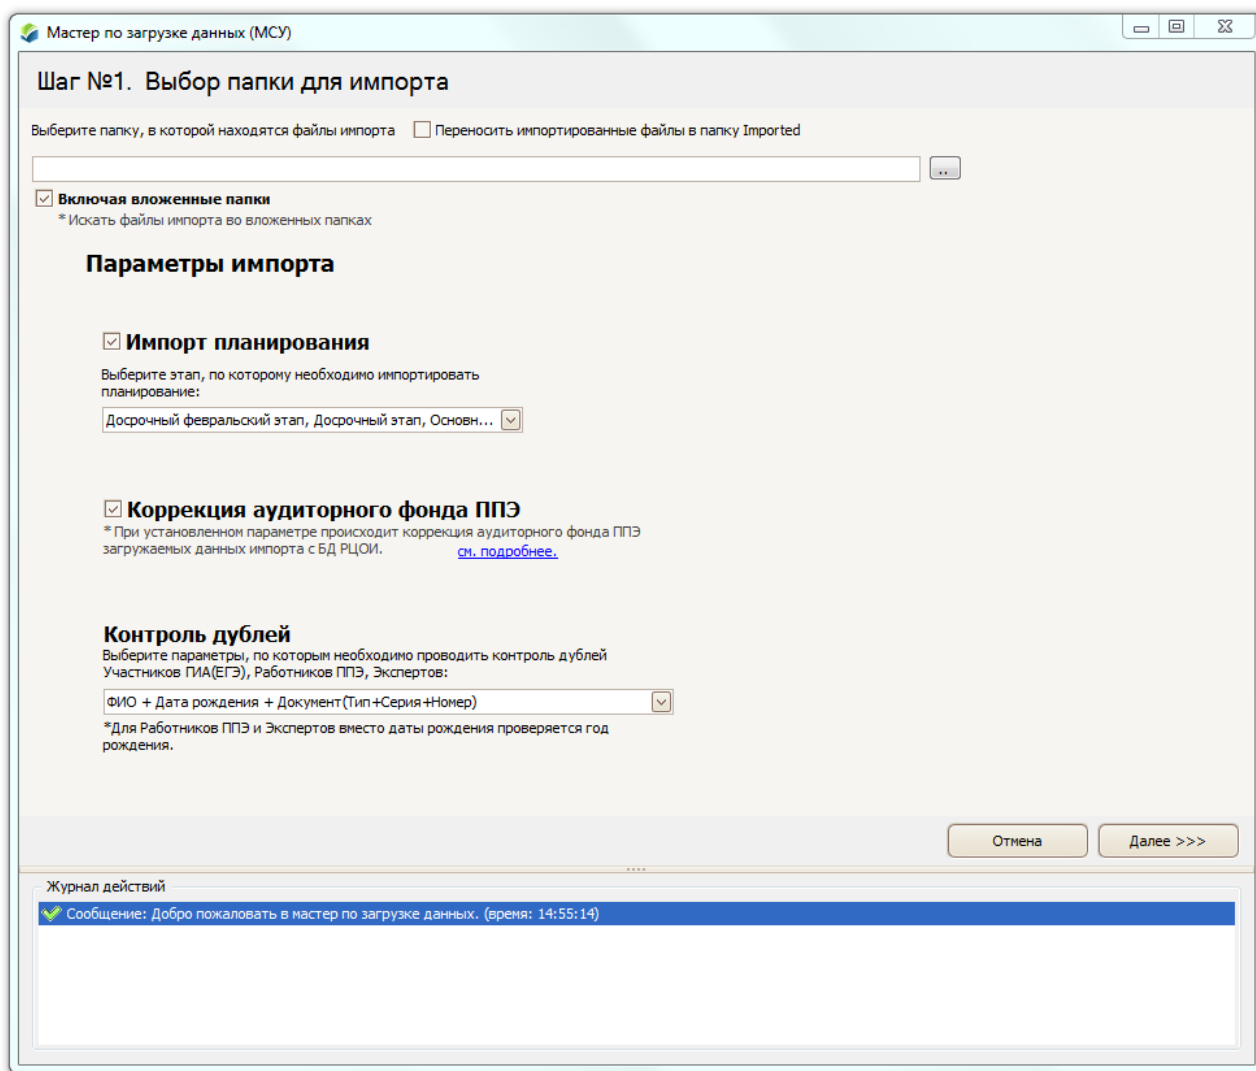 Мастер по загрузке данных (МСУ)
Шаг №1. Выбор папки для импорта
Выберите папку, в которой находятся файлы импорта Переносить импортированные файлы в папку Imported
..
Включая вложенные папки
* Искать файлы импорта во вложенных папках
Параметры импорта
Импорт планирования
Выберите этап, по которому необходимо импортировать
планирование:
Досрочный февральский этап, Досрочный этап, Основн...
Коррекция аудиторного фонда ППЭ
* При установленном параметре происходит коррекция аудиторного фонда ППЭ
загружаемых данных импорта с БД РЦОИ. см. подробнее.
Контроль дублей
Выберите параметры, по которым необходимо проводить контроль дублей
Участников ГИА(ЕГЭ), Работников ППЭ, Экспертов:
ФИО + Дата рождения + Документ(Тип+Серия+Номер)
*Для Работников ППЭ и Экспертов вместо даты рождения проверяется год
рождения.
Отмена Далее >>>
Журнал действий
Сообщение: Добро пожаловать в мастер по загрузке данных. (время: 14:55:14)